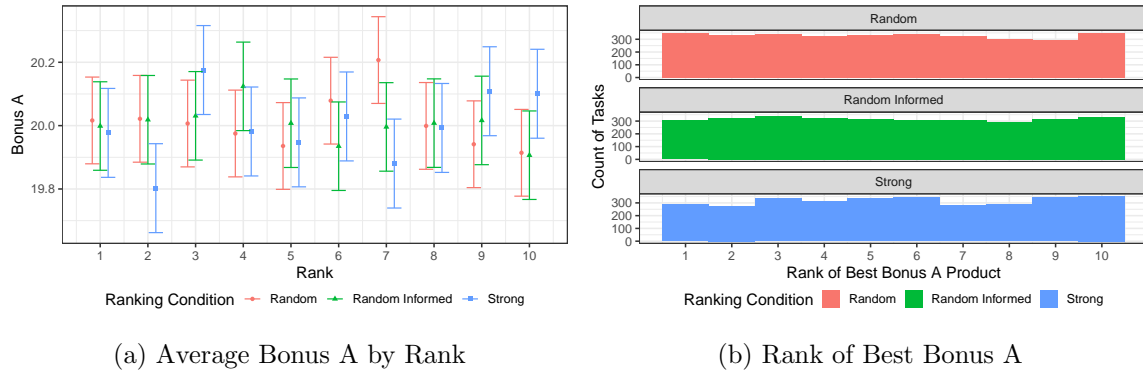 Bonus A
20.2
20.0
19.8
1 2 3 4 5 6 7 8 9 10
Rank
Ranking Condition Random Random Informed Strong
(a) Average Bonus A by Rank
Count of Tasks
Random
300
200
100
0
Random Informed
300
200
100
0
Strong
300
200
100
0
1 2 3 4 5 6 7 8 9 10
Rank of Best Bonus A Product
Ranking Condition Random Random Informed Strong
(b) Rank of Best Bonus A